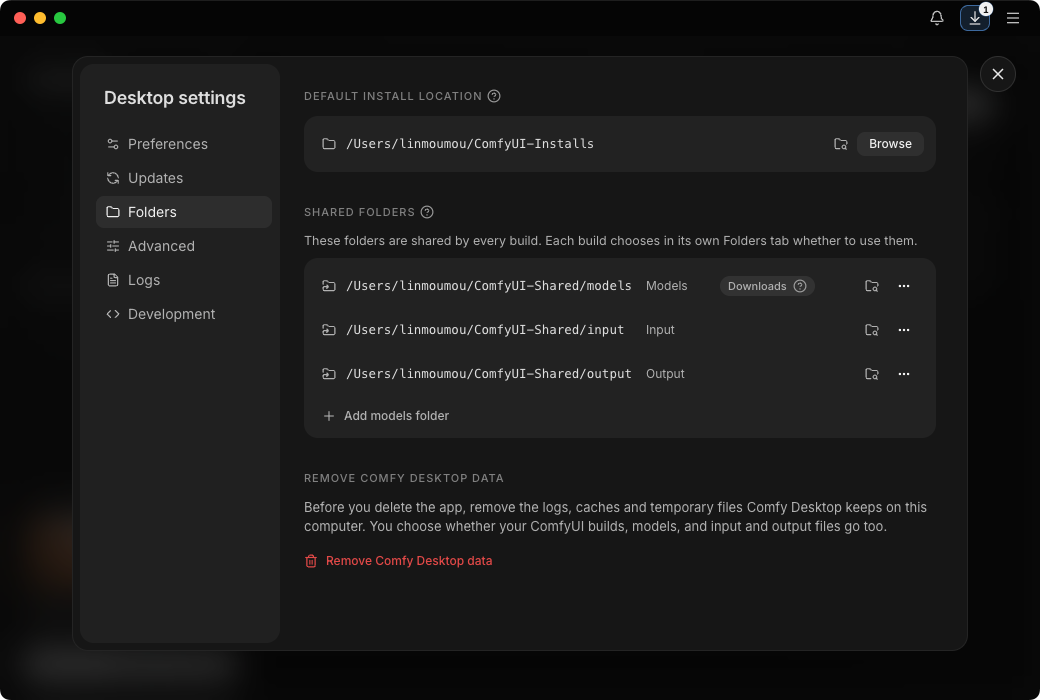 1
Desktop settings
Preferences
Updates
Folders
Advanced
Logs
Development
DEFAULT INSTALL LOCATION
/Users/linmoumou/ComfyUI-Installs
Browse
SHARED FOLDERS
These folders are shared by every build. Each build chooses in its own Folders tab whether to use them.
/Users/linmoumou/ComfyUI-Shared/models Models Downloads
/Users/linmoumou/ComfyUI-Shared/input Input
/Users/linmoumou/ComfyUI-Shared/output Output
Add models folder
REMOVE COMFY DESKTOP DATA
Before you delete the app, remove the logs, caches and temporary files Comfy Desktop keeps on this
computer. You choose whether your ComfyUI builds, models, and input and output files go too.
Remove Comfy Desktop data